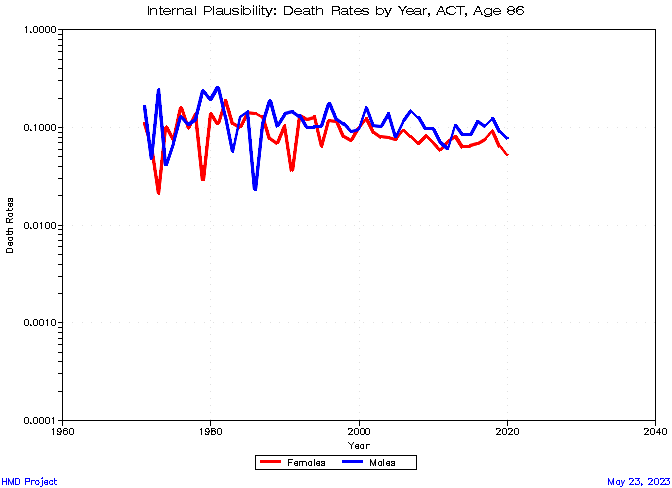 Internal Plausibility: Death Rates by Year, ACT, Age 86
1.0000
0.1000
0.0100
0.0010
0.0001
Death Rates
1960 1980 2000 2020 2040
Year
Females Males
HMD Project May 23, 2023